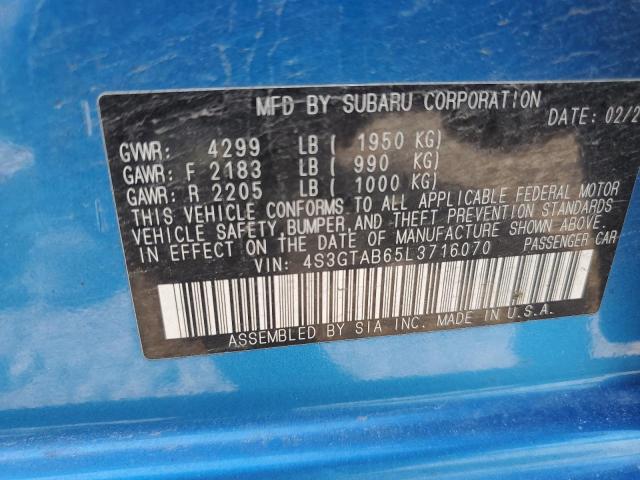 MFD BY SUBARU CORPORATION
DATE: 02/2
GVWR: 4299 LB ( 1950 KG)
GAWR: F 2183 LB ( 990 KG)
GAWR: R 2205 LB ( 1000 KG)
THIS VEHICLE CONFORMS TO ALL APPLICABLE FEDERAL MOTOR
VEHICLE SAFETY, BUMPER, AND THEFT PREVENTION STANDARDS
IN EFFECT ON THE DATE OF MANUFACTURE SHOWN ABOVE.
VIN: 4S3GTAB65L3716070 PASSENGER CAR
ASSEMBLED BY SIA INC. MADE IN U.S.A.